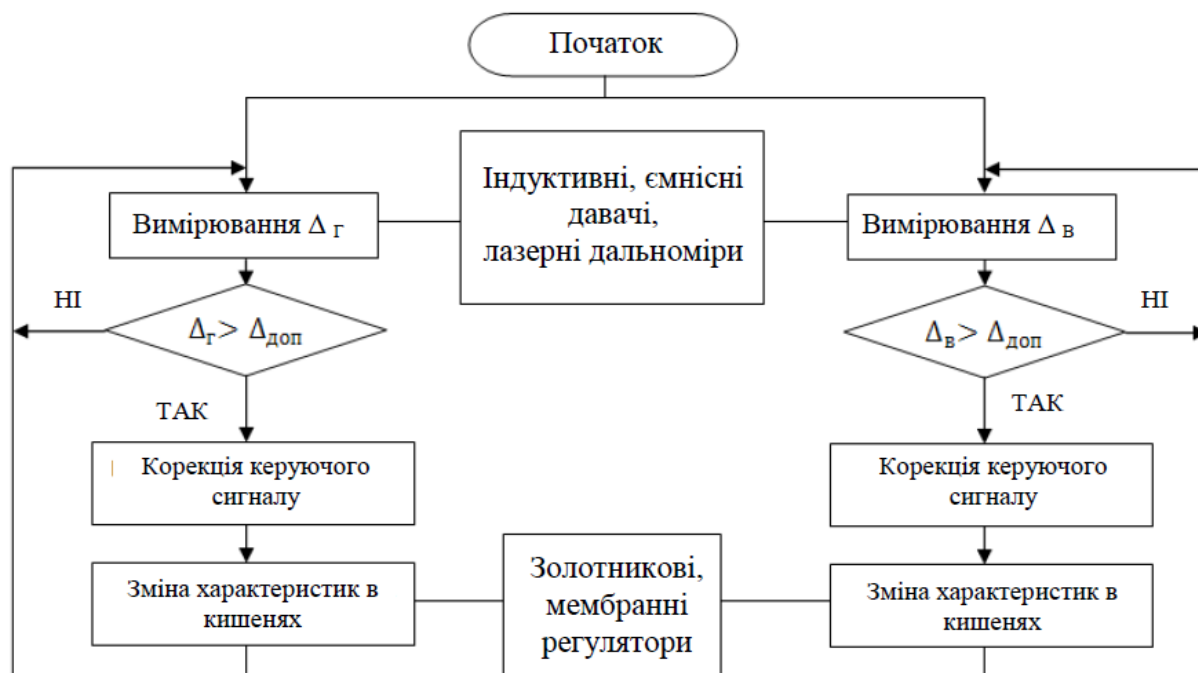 Початок
Індуктивні, ємнісні
давачі,
лазерні дальноміри
Вимірювання Δ г
Вимірювання Δ в
НІ
Δг> Δдоп
ТАК
Δв> Δдоп
НІ
ТАК
Корекція керуючого
сигналу
Корекція керуючого
сигналу
Зміна характеристик в
кишенях
Золотникові,
мембранні
регулятори
Зміна характеристик в
кишенях